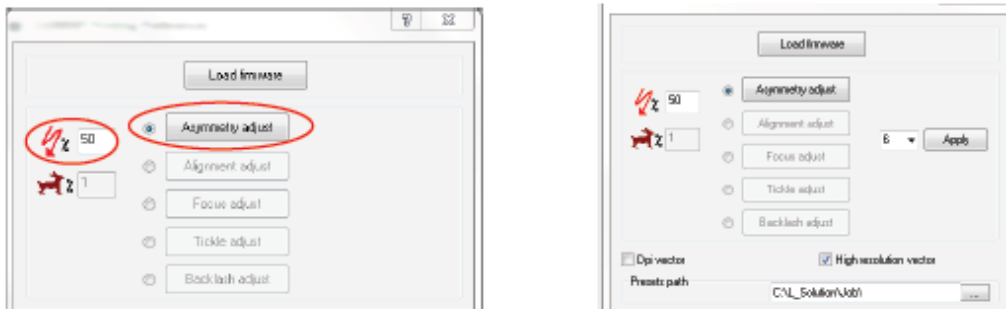 Load firmware
% 50
Asymmetry adjust
% 1
Alignment adjust
Focus adjust
Tickle adjust
Backlash adjust
Load firmware
% 50
Asymmetry adjust
% 1
Alignment adjust
6
Apply
Focus adjust
Tickle adjust
Backlash adjust
Dpi vector
High resolution vector
Presets path
C:\L_Solution\Job\
...